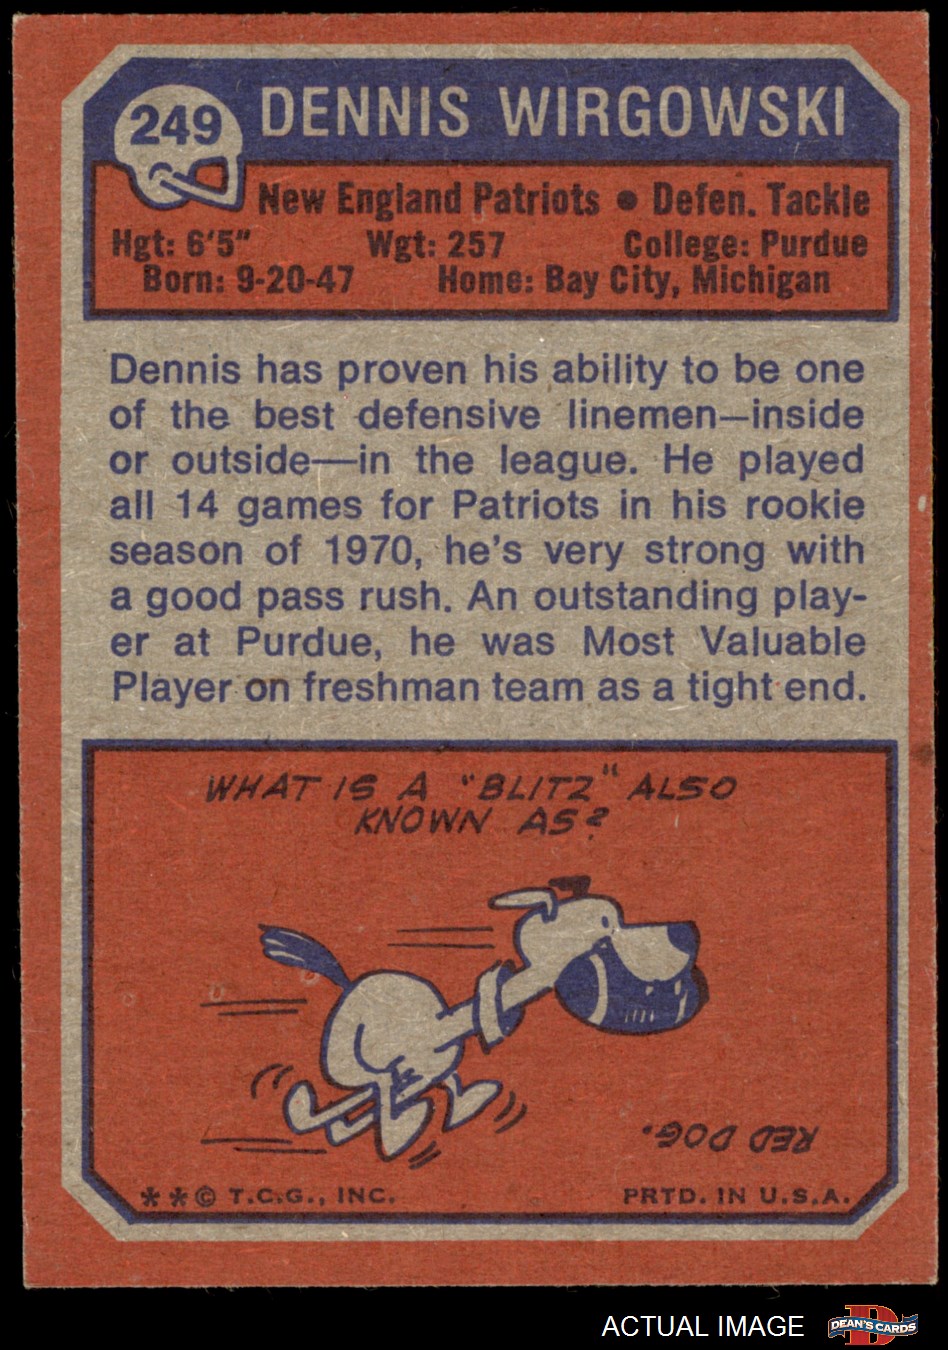 249
DENNIS WIRGOWSKI
New England Patriots • Defen. Tackle
Hgt: 6'5" Wgt: 257 College: Purdue
Born: 9-20-47 Home: Bay City, Michigan
Dennis has proven his ability to be one
of the best defensive linemen—inside
or outside—in the league. He played
all 14 games for Patriots in his rookie
season of 1970, he's very strong with
a good pass rush. An outstanding play-
er at Purdue, he was Most Valuable
Player on freshman team as a tight end.
WHAT IS A "BLITZ" ALSO
KNOWN AS?
RED DOG.
** © T.C.G., INC. PRTD. IN U.S.A.
ACTUAL IMAGE
DEAN'S CARDS